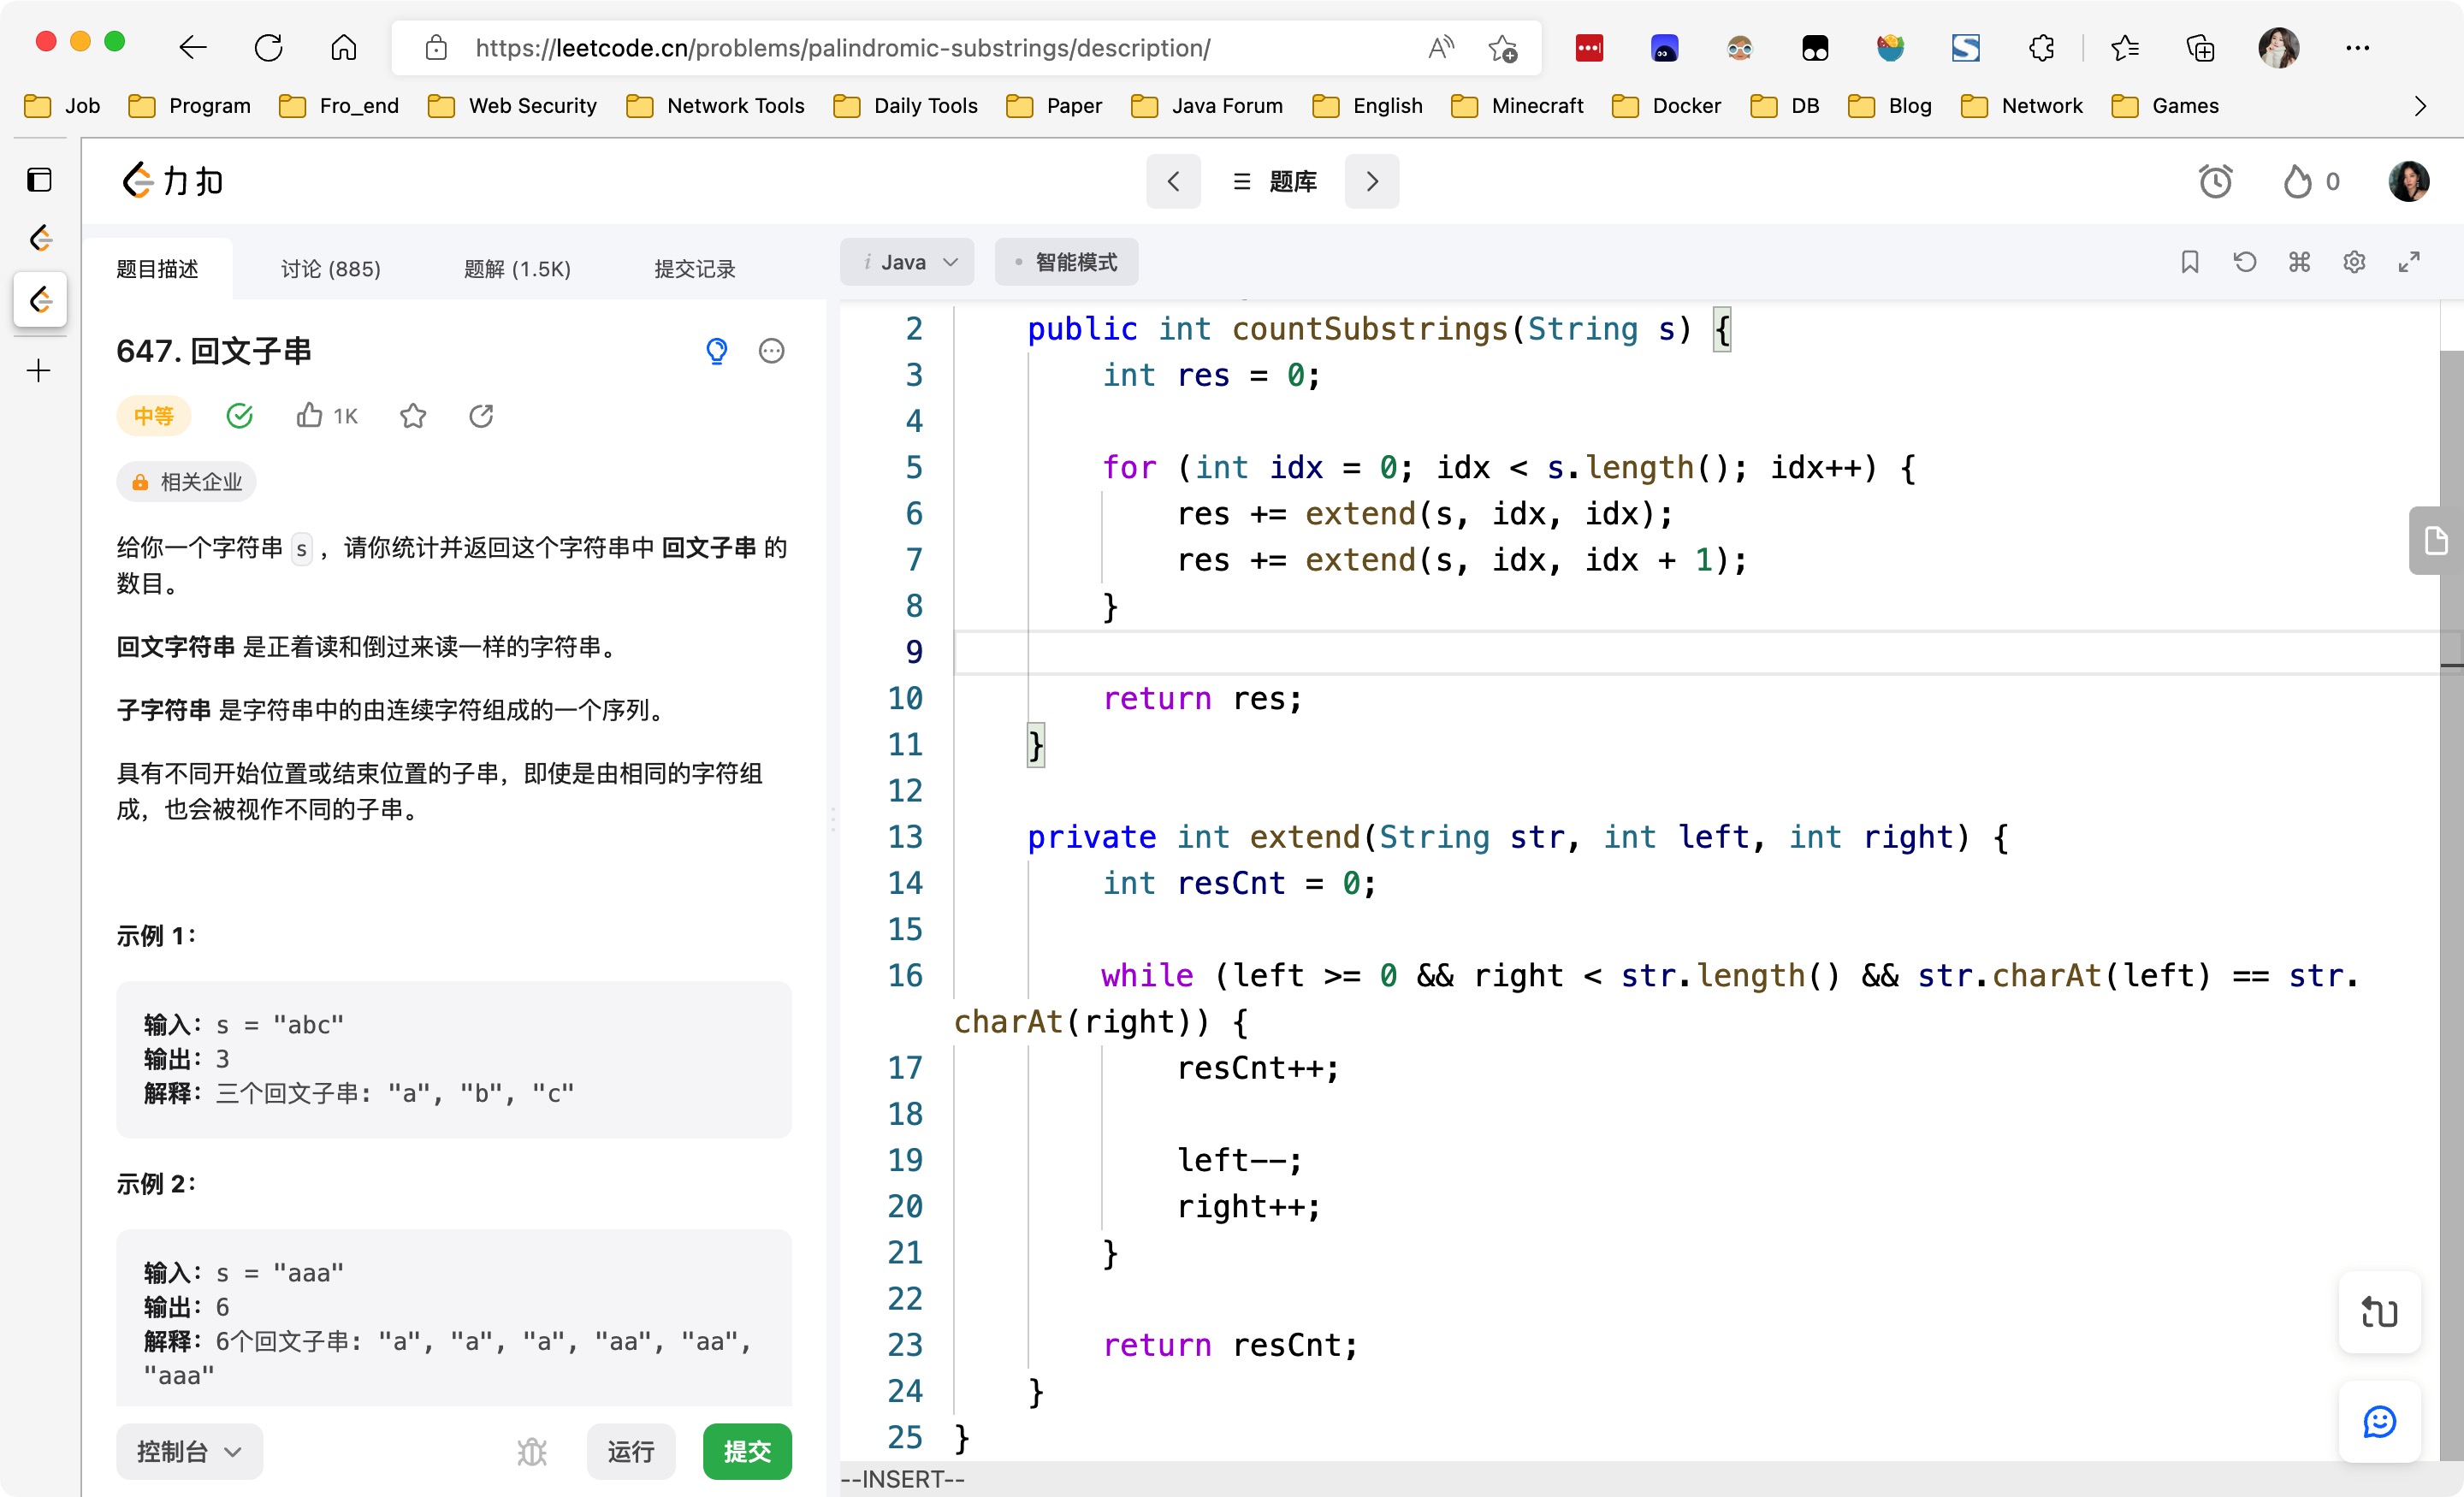 https://leetcode.cn/problems/palindromic-substrings/description/
Job Program Fro_end Web Security Network Tools Daily Tools Paper Java Forum English Minecraft Docker DB Blog Network Games
力扣
题库
0
题目描述 讨论 (885) 题解 (1.5K) 提交记录
647. 回文子串
中等 1K
相关企业
给你一个字符串 s ，请你统计并返回这个字符串中 回文子串 的
数目。
回文字符串 是正着读和倒过来读一样的字符串。
子字符串 是字符串中的由连续字符组成的一个序列。
具有不同开始位置或结束位置的子串，即使是由相同的字符组
成，也会被视作不同的子串。
示例 1：
输入：s = "abc"
输出：3
解释：三个回文子串: "a", "b", "c"
示例 2：
输入：s = "aaa"
输出：6
解释：6个回文子串: "a", "a", "a", "aa", "aa",
"aaa"
控制台 运行 提交
i Java 智能模式
2 public int countSubstrings(String s) {
3 int res = 0;
4
5 for (int idx = 0; idx < s.length(); idx++) {
6 res += extend(s, idx, idx);
7 res += extend(s, idx, idx + 1);
8 }
9
10 return res;
11 }
12
13 private int extend(String str, int left, int right) {
14 int resCnt = 0;
15
16 while (left >= 0 && right < str.length() && str.charAt(left) == str.
charAt(right)) {
17 resCnt++;
18
19 left--;
20 right++;
21 }
22
23 return resCnt;
24 }
25 }
--INSERT--